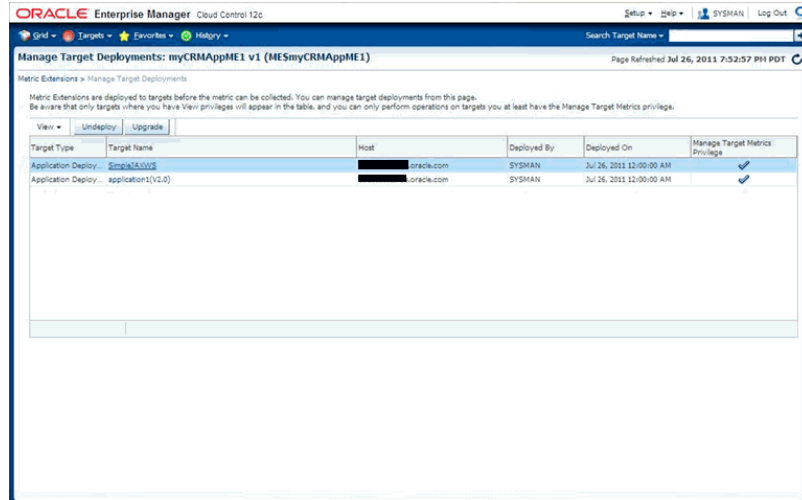 ORACLE Enterprise Manager Cloud Control 12c
Setup Help SYSMAN Log Out
Grid Targets Favorites History Search Target Name
Manage Target Deployments: myCRMAppME1 v1 (MESmyCRMAppME1)
Page Refreshed Jul 26, 2011 7:52:57 PM PDT
Metric Extensions > Manage Target Deployments
Metric Extensions are deployed to targets before the metric can be collected. You can manage target deployments from this page.
Be aware that only targets where you have View privileges will appear in the table, and you can only perform operations on targets you at least have the Manage Target Metrics privilege.
View Undeploy Upgrade
Target Type Target Name Host Deployed By Deployed On Manage Target Metrics Privilege
Application Deploy... SimpleJAXWS .oracle.com SYSMAN Jul 26, 2011 12:00:00 AM
Application Deploy... application1(V2.0) .oracle.com SYSMAN Jul 26, 2011 12:00:00 AM